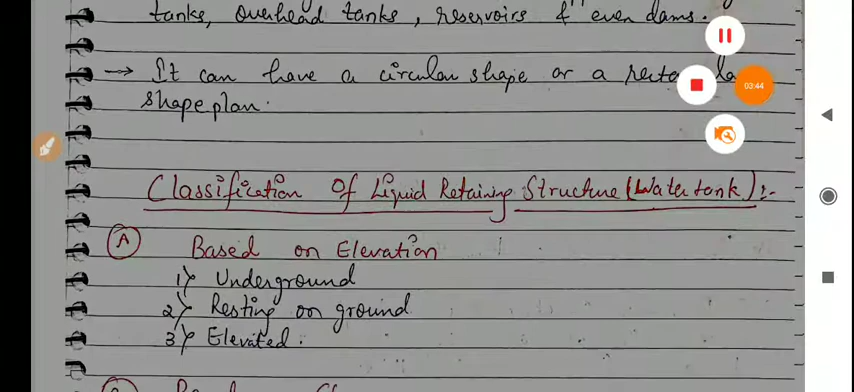 tanks, overhead tanks, reservoirs & even dams.
→ It can have a circular shape or a
03:44
shape plan.
Classification Of Liquid Retaining Structure (Water tank) :-
A Based on Elevation
1) Underground
2) Resting on ground
3) Elevated.